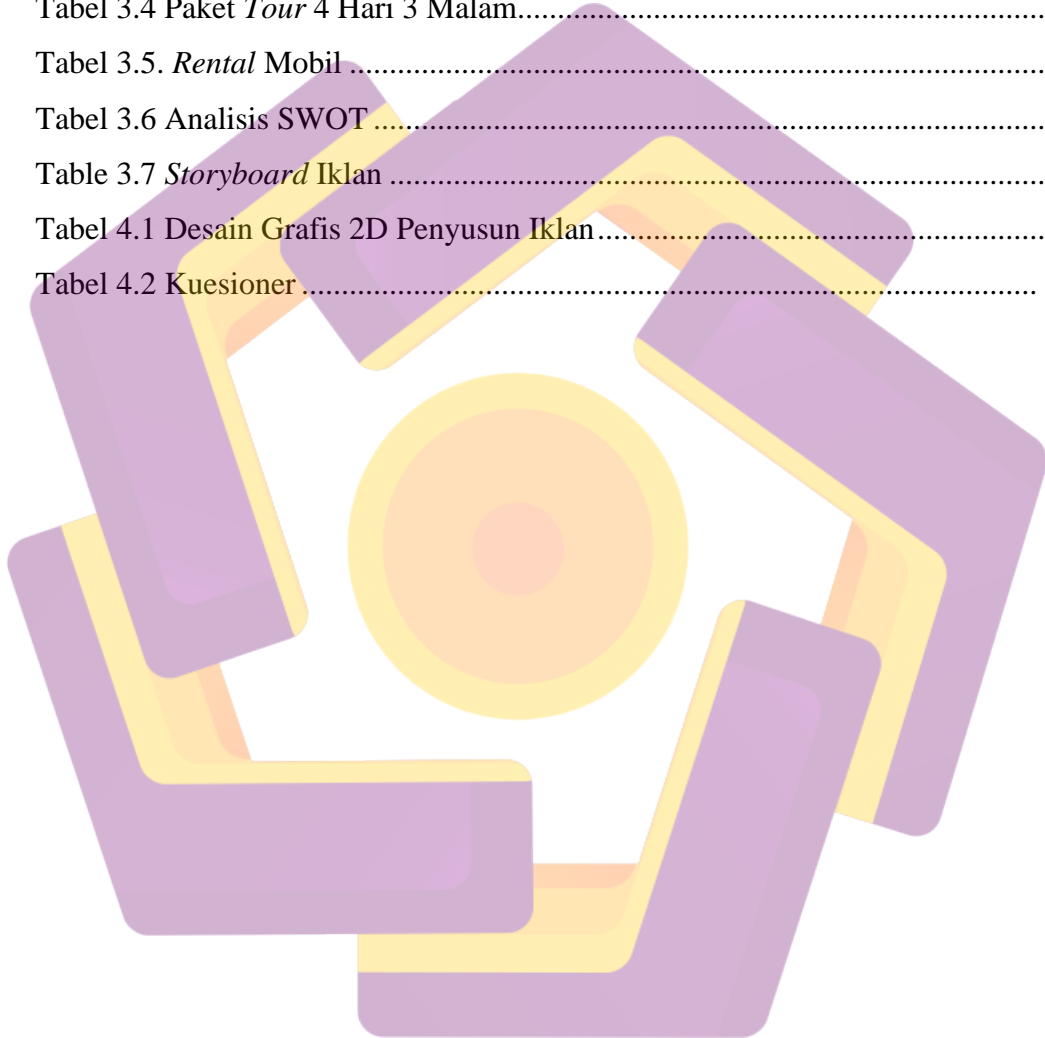 Tabel 3.4 Paket Tour 4 Hari 3 Malam.....................................................................
Tabel 3.5. Rental Mobil .........................................................................................
Tabel 3.6 Analisis SWOT ......................................................................................
Table 3.7 Storyboard Iklan ....................................................................................
Tabel 4.1 Desain Grafis 2D Penyusun Iklan..........................................................
Tabel 4.2 Kuesioner ..............................................................................................